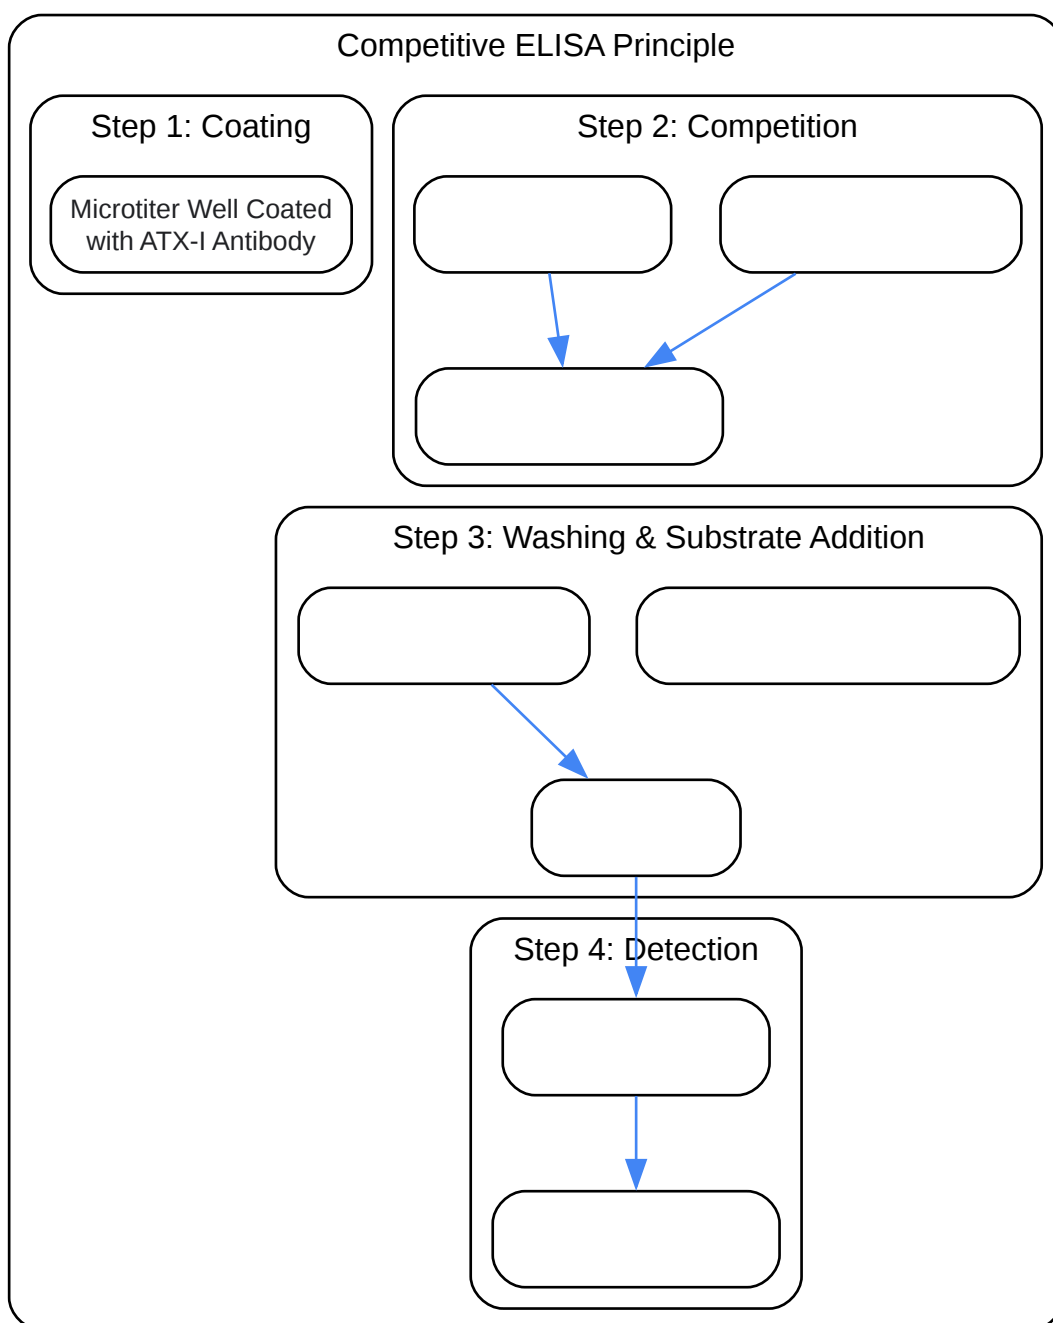 Competitive ELISA Principle
Step 1: Coating
Microtiter Well Coated
with ATX-I Antibody
Step 2: Competition
Step 3: Washing & Substrate Addition
Step 4: Detection